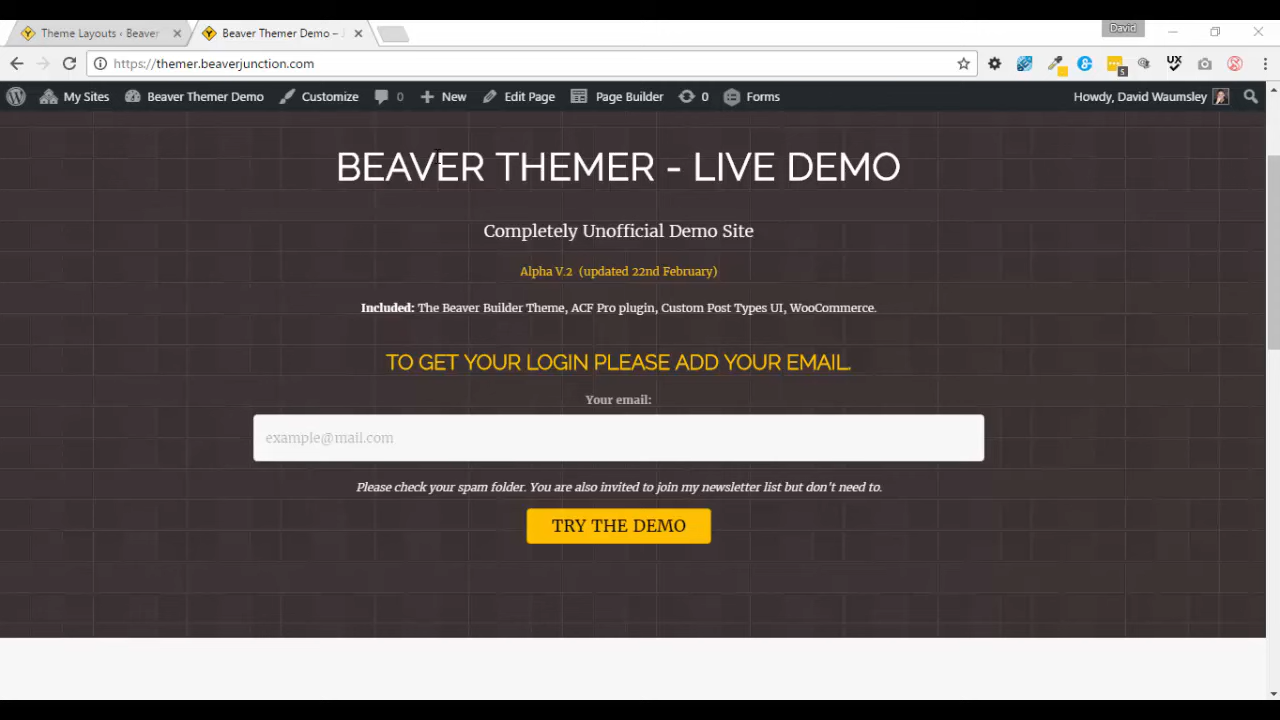 David
Theme Layouts ‹ Beaver
Beaver Themer Demo –
https://themer.beaverjunction.com
UX
5
My Sites
Beaver Themer Demo
Customize
0
New
Edit Page
Page Builder
0
Forms
Howdy, David Waumsley
BEAVER THEMER - LIVE DEMO
Completely Unofficial Demo Site
Alpha V.2 (updated 22nd February)
Included: The Beaver Builder Theme, ACF Pro plugin, Custom Post Types UI, WooCommerce.
TO GET YOUR LOGIN PLEASE ADD YOUR EMAIL.
Your email:
example@mail.com
Please check your spam folder. You are also invited to join my newsletter list but don't need to.
TRY THE DEMO